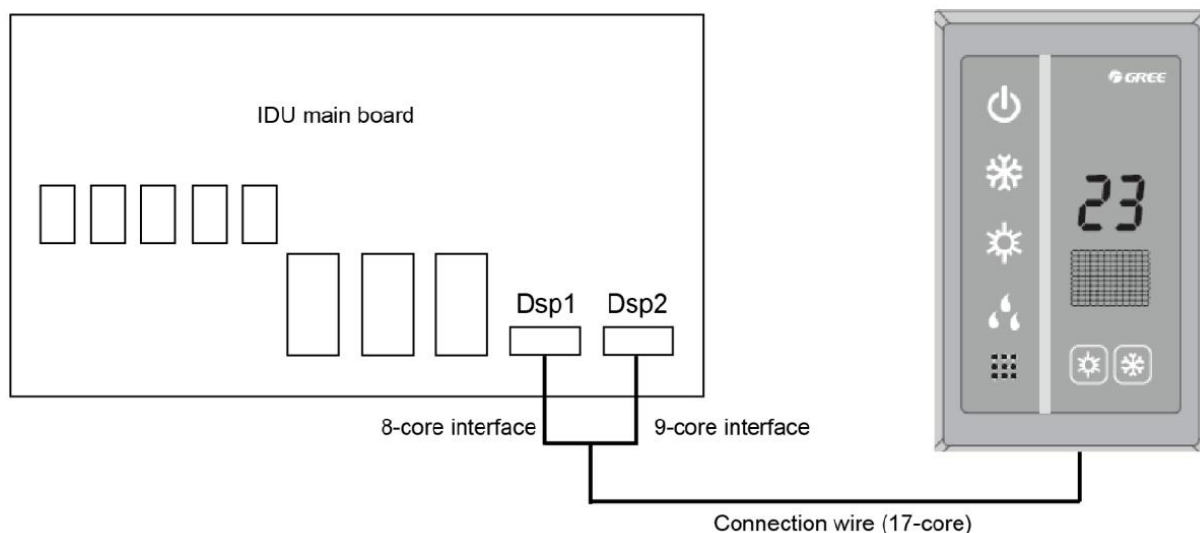 IDU main board
GREE
23
Dsp1 Dsp2
8-core interface 9-core interface
Connection wire (17-core)